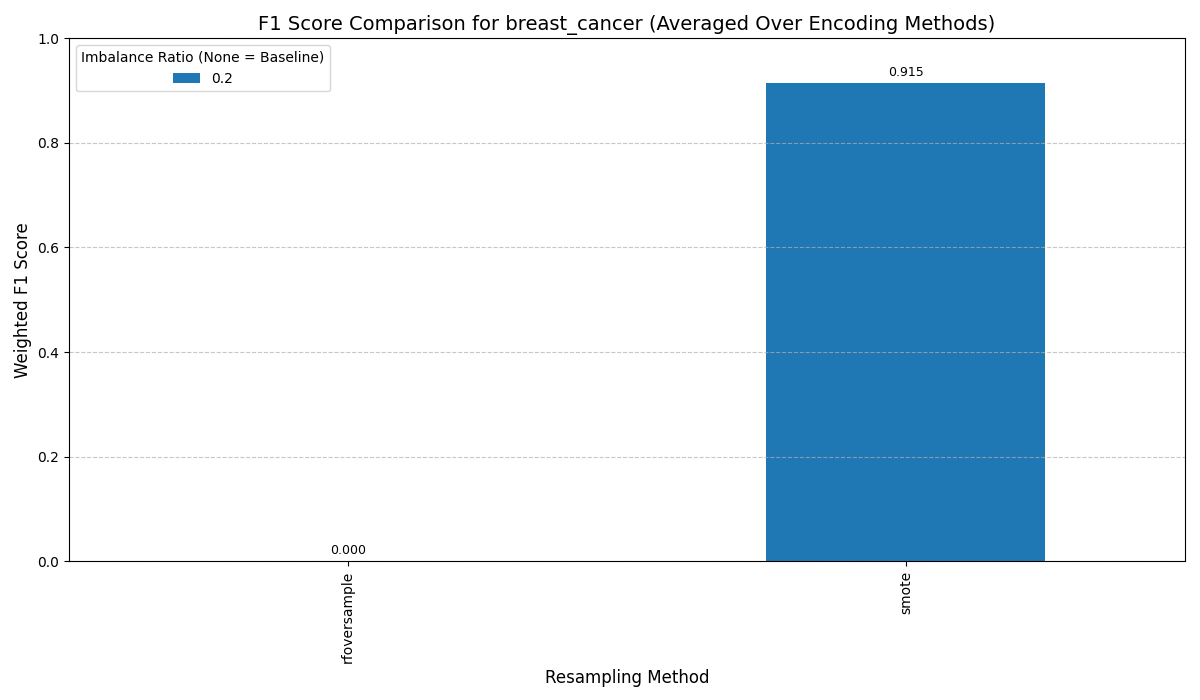 F1 Score Comparison for breast_cancer (Averaged Over Encoding Methods)
Imbalance Ratio (None = Baseline)
0.2
Weighted F1 Score
1.0
0.8
0.6
0.4
0.2
0.0
0.000
0.915
rfoversample
smote
Resampling Method